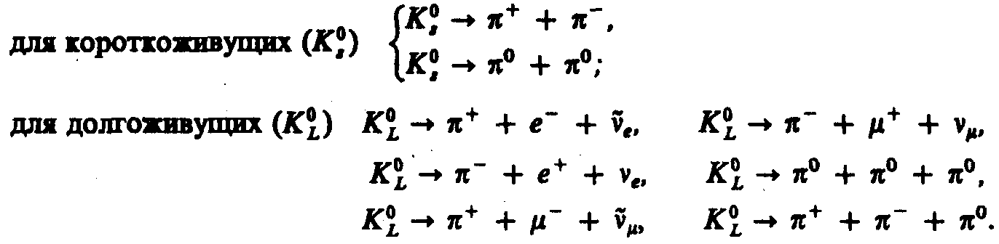 для короткоживущих (K⁰ₛ) { K⁰ₛ → π⁺ + π⁻,
K⁰ₛ → π⁰ + π⁰;
для долгоживущих (K⁰_L) K⁰_L → π⁺ + e⁻ + ν̃ₑ, K⁰_L → π⁻ + μ⁺ + ν_μ,
K⁰_L → π⁻ + e⁺ + νₑ, K⁰_L → π⁰ + π⁰ + π⁰,
K⁰_L → π⁺ + μ⁻ + ν̃_μ, K⁰_L → π⁺ + π⁻ + π⁰.